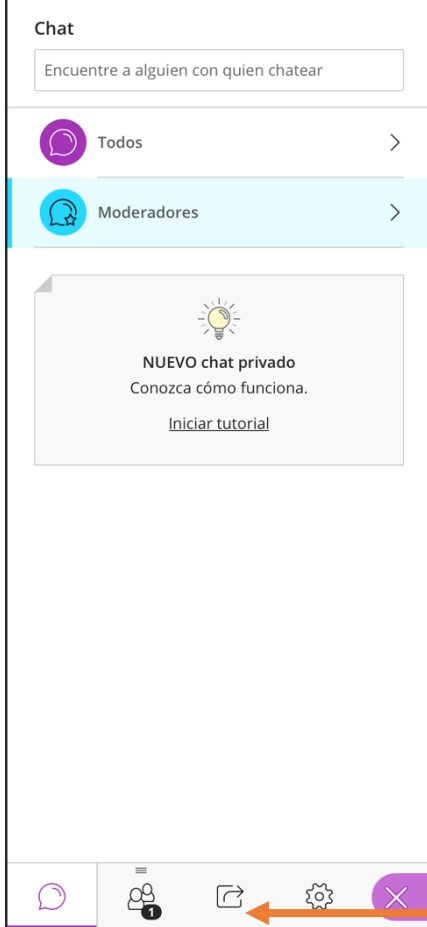 Chat
Encuentre a alguien con quien chatear
Todos
Moderadores
NUEVO chat privado
Conozca cómo funciona.
Iniciar tutorial
1